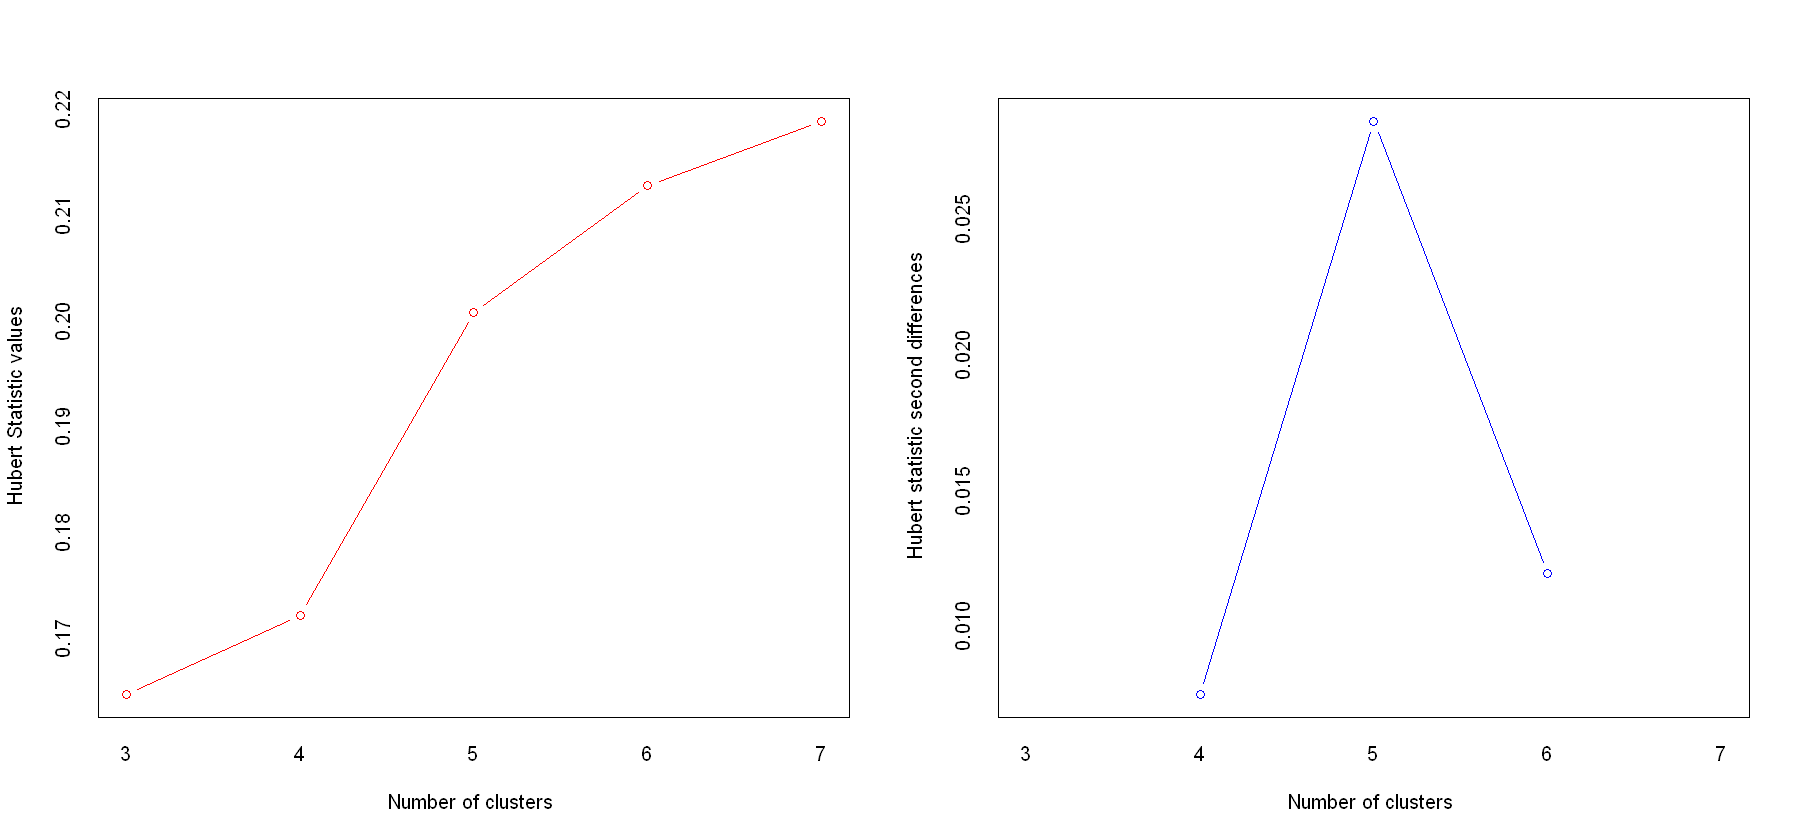 Hubert Statistic values
0.22
0.21
0.20
0.19
0.18
0.17
3 4 5 6 7
Number of clusters
Hubert statistic second differences
0.025
0.020
0.015
0.010
3 4 5 6 7
Number of clusters